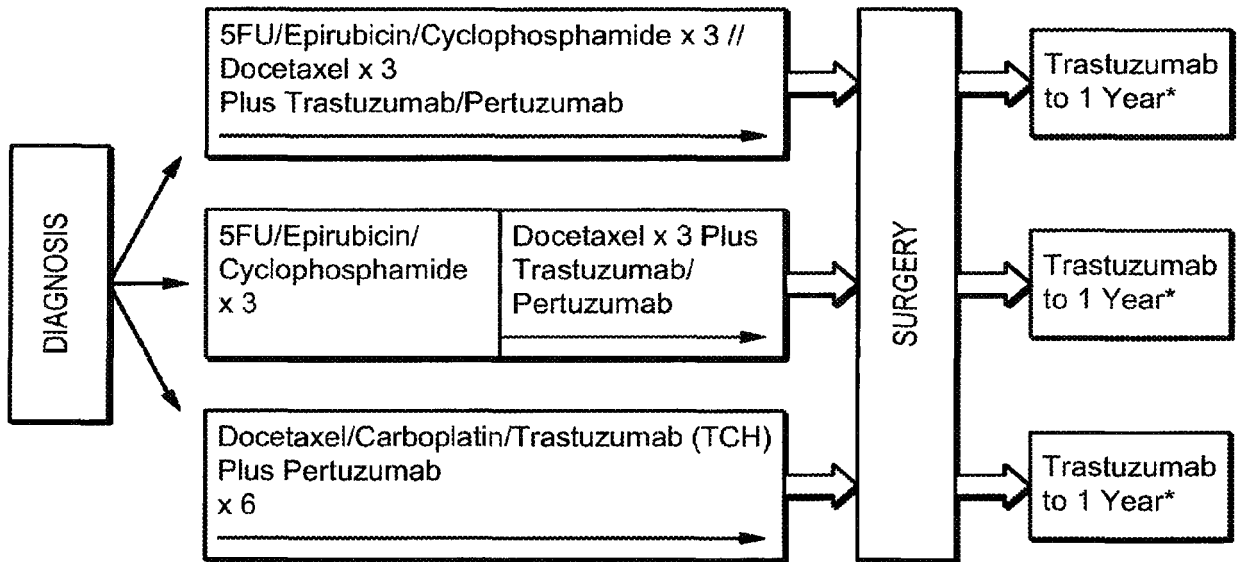 DIAGNOSIS
5FU/Epirubicin/Cyclophosphamide x 3 //
Docetaxel x 3
Plus Trastuzumab/Pertuzumab
5FU/Epirubicin/
Cyclophosphamide
x 3
Docetaxel x 3 Plus
Trastuzumab/
Pertuzumab
Docetaxel/Carboplatin/Trastuzumab (TCH)
Plus Pertuzumab
x 6
SURGERY
Trastuzumab
to 1 Year*
Trastuzumab
to 1 Year*
Trastuzumab
to 1 Year*